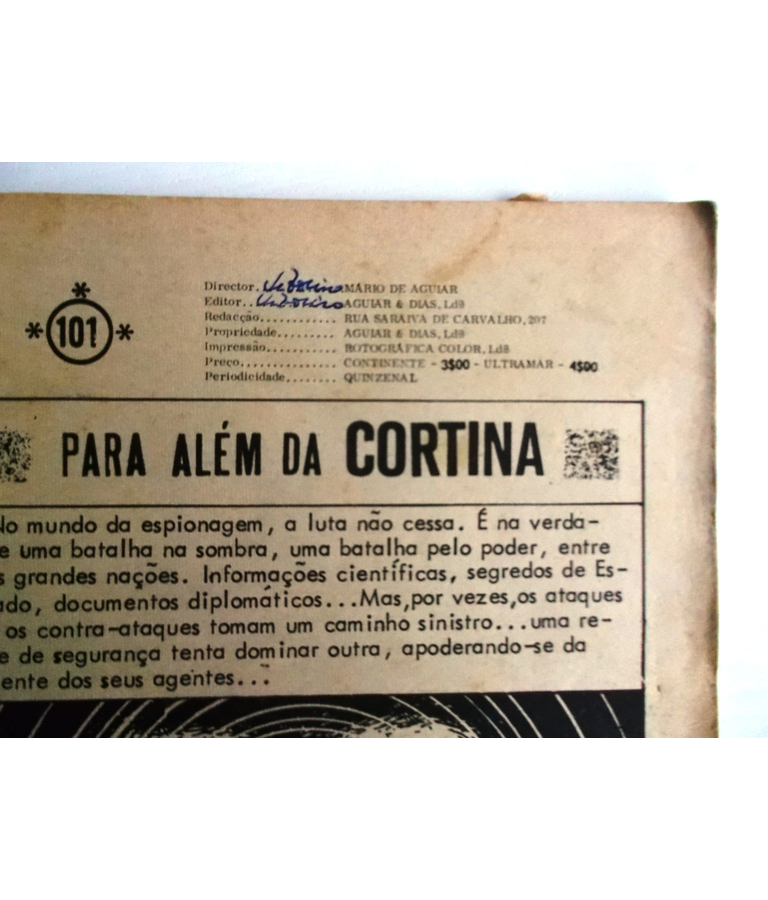 *
*101*
Director. MÁRIO DE AGUIAR
Editor.. AGUIAR & DIAS, Ldª
Redacção............ RUA SARAIVA DE CARVALHO, 207
Propriedade......... AGUIAR & DIAS, Ldª
Impressão........... ROTOGRÁFICA COLOR, Ldª
Preço............... CONTINENTE - 3$00 - ULTRAMAR - 4$00
Periodicidade........ QUINZENAL
PARA ALÉM DA CORTINA
No mundo da espionagem, a luta não cessa. É na verda-
e uma batalha na sombra, uma batalha pelo poder, entre
s grandes nações. Informações científicas, segredos de Es-
ado, documentos diplomáticos...Mas,por vezes,os ataques
os contra-ataques tomam um caminho sinistro...uma re-
e de segurança tenta dominar outra, apoderando-se da
ente dos seus agentes...